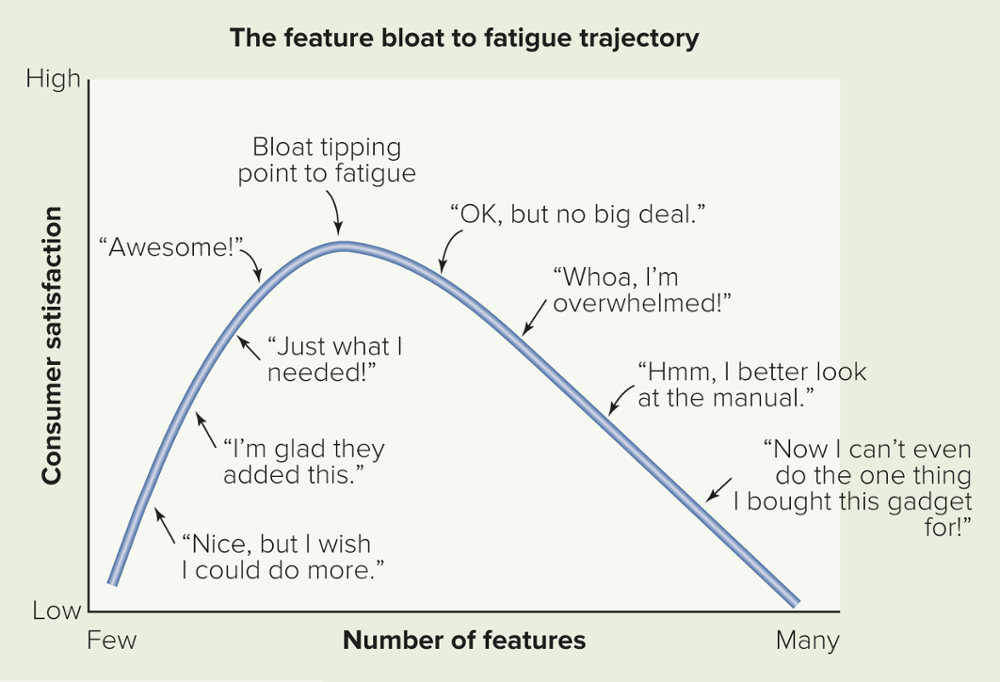 The feature bloat to fatigue trajectory
High
Bloat tipping
point to fatigue
“OK, but no big deal.”
“Awesome!”
“Whoa, I’m
overwhelmed!”
“Just what I
needed!”
“Hmm, I better look
at the manual.”
“I’m glad they
added this.”
“Now I can’t even
do the one thing
I bought this gadget
for!”
“Nice, but I wish
I could do more.”
Consumer satisfaction
Low
Few
Number of features
Many